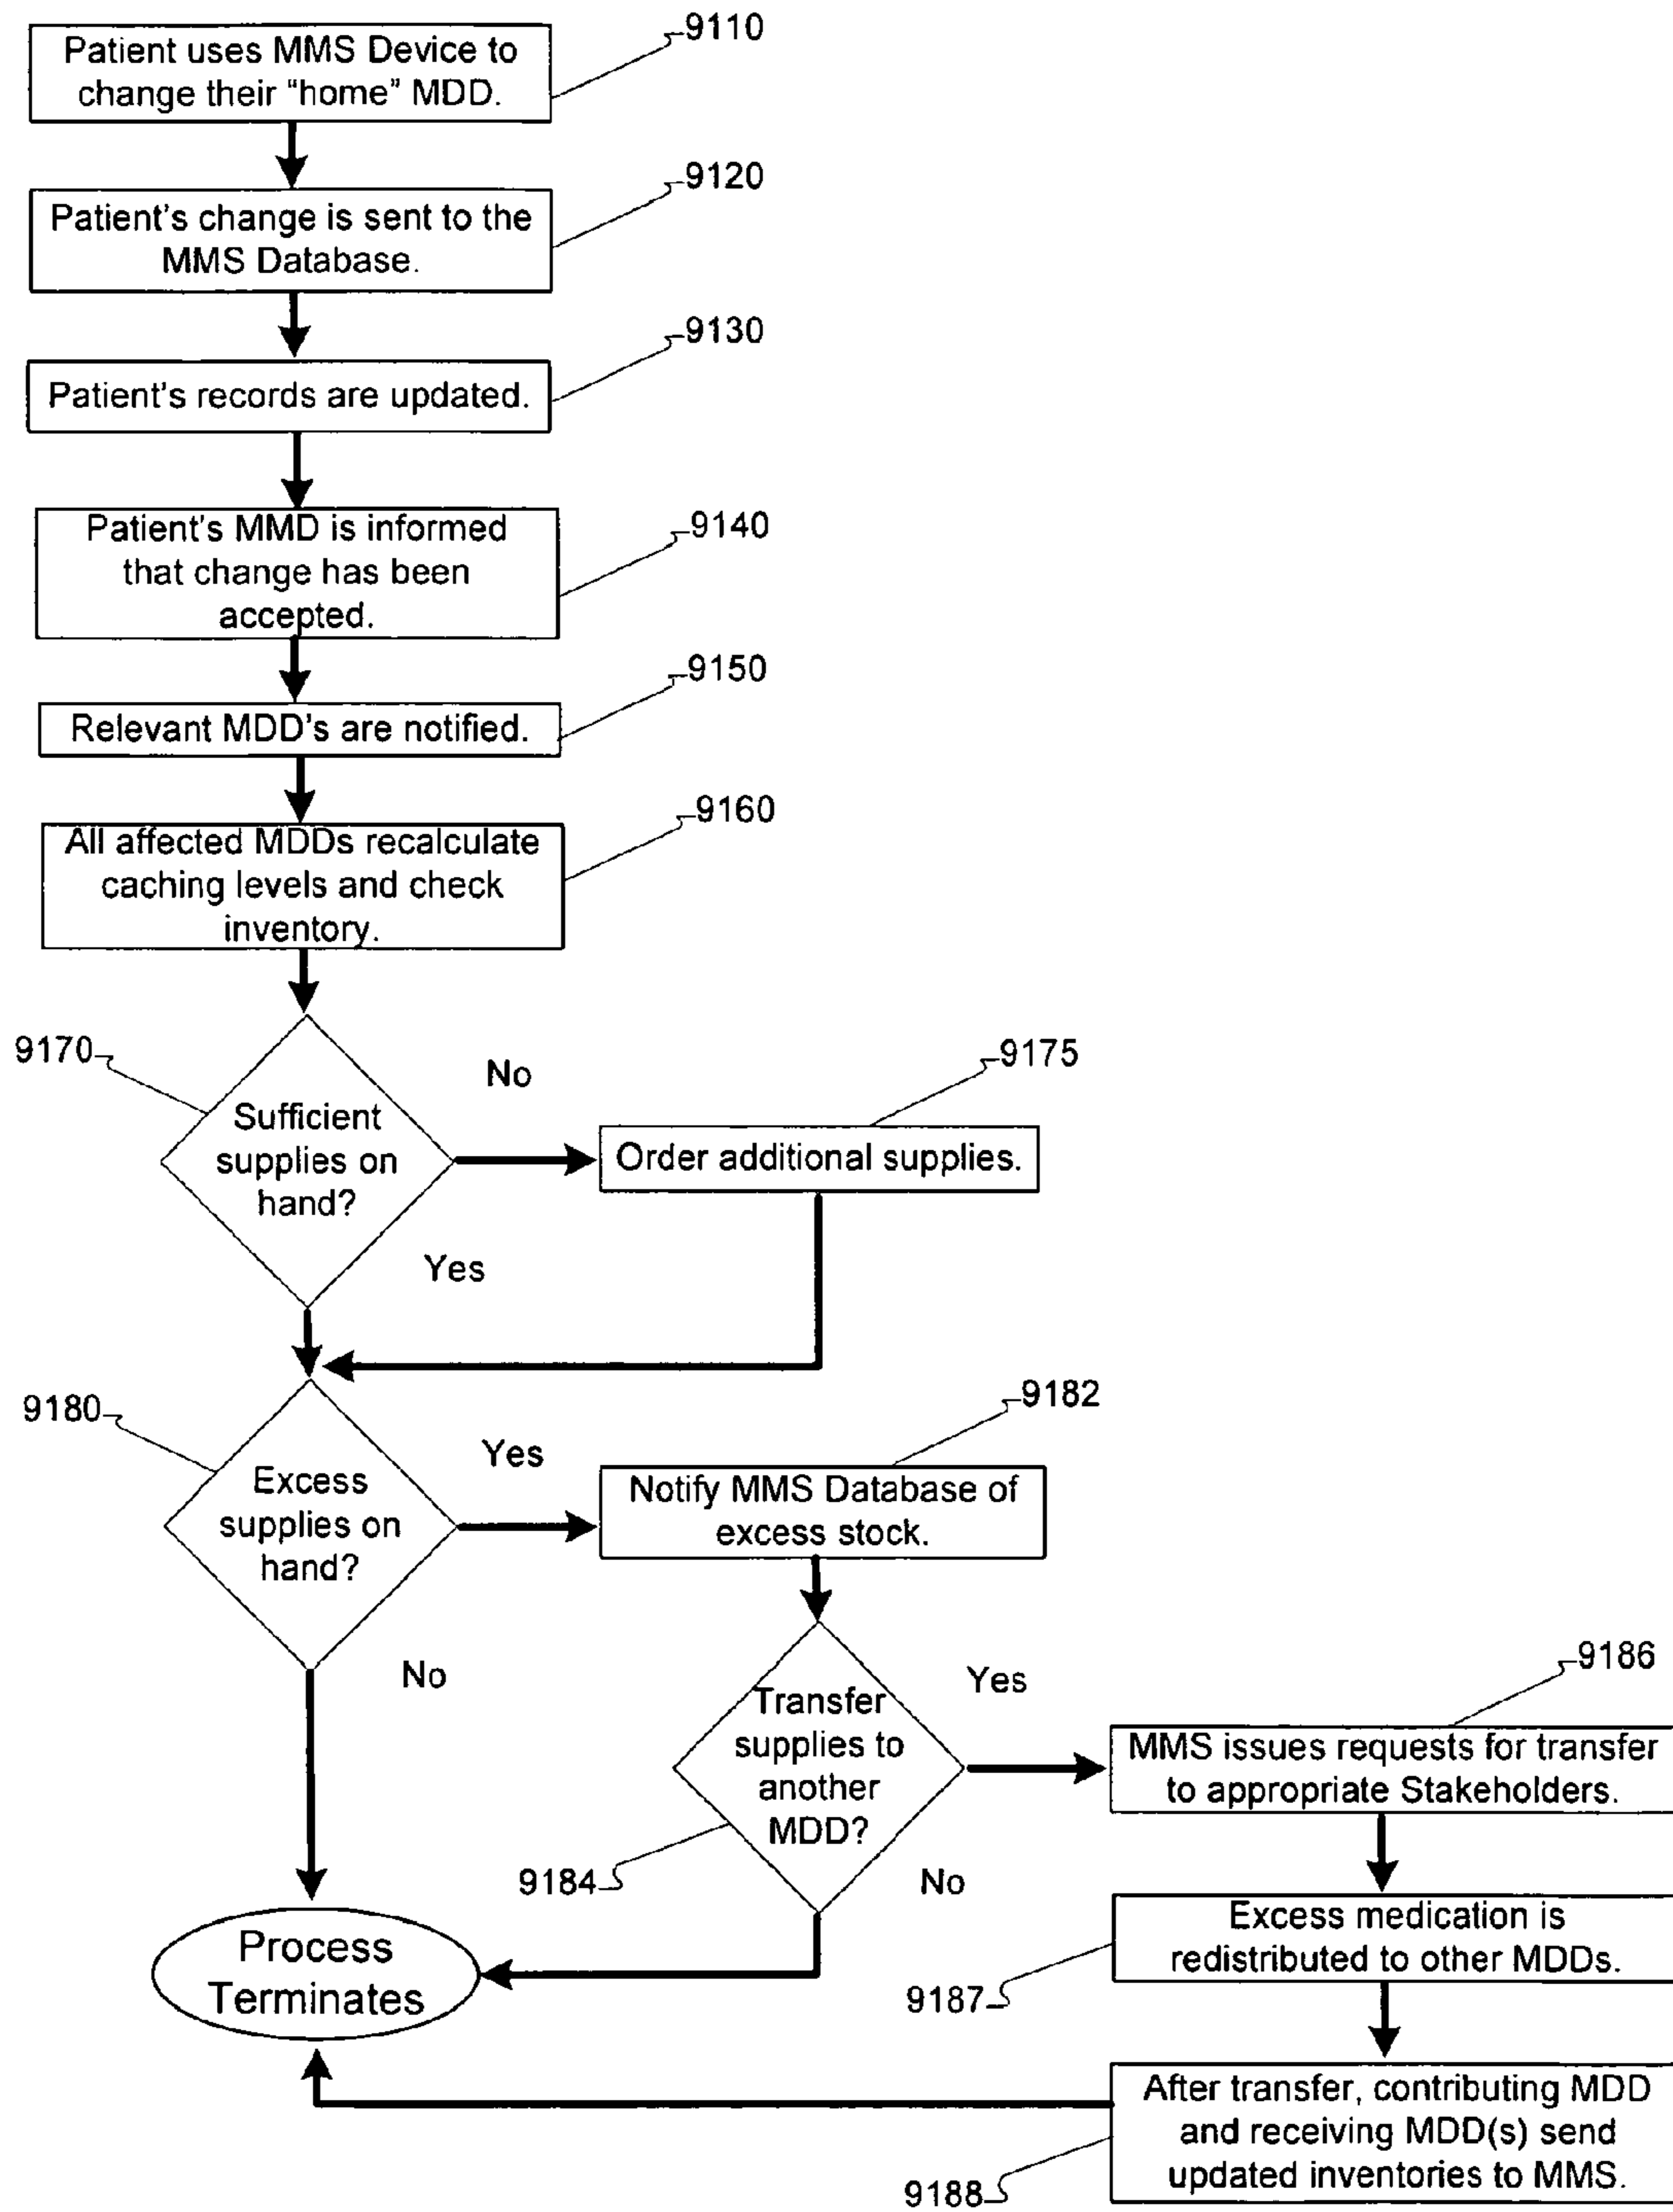 9110
Patient uses MMS Device to
change their “home” MDD.
9120
Patient's change is sent to the
MMS Database.
9130
Patient's records are updated.
9140
Patient's MMD is informed
that change has been
accepted.
9150
Relevant MDD's are notified.
9160
All affected MDDs recalculate
caching levels and check
inventory.
9170
No
9175
Sufficient
supplies on
hand?
Order additional supplies.
Yes
9180
9182
Yes
Excess
supplies on
hand?
Notify MMS Database of
excess stock.
No
9186
Yes
Transfer
supplies to
another
MDD?
MMS issues requests for transfer
to appropriate Stakeholders.
9184
No
Process
Terminates
Excess medication is
redistributed to other MDDs.
9187
After transfer, contributing MDD
and receiving MDD(s) send
updated inventories to MMS.
9188